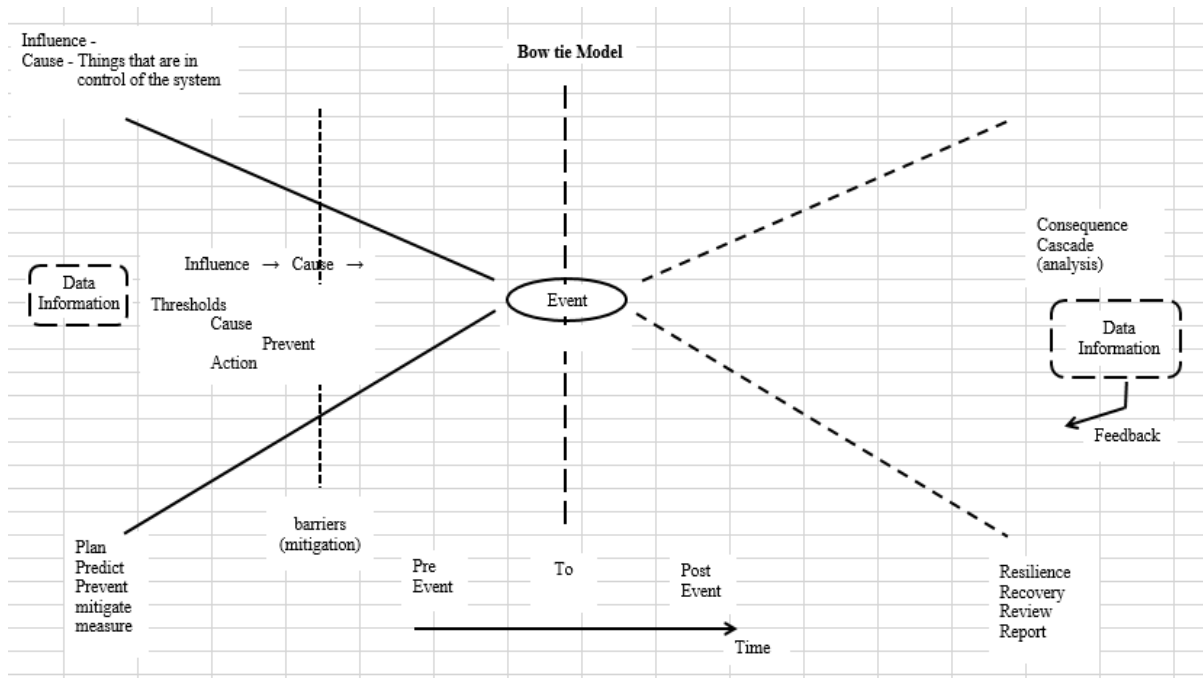 Influence -
Cause - Things that are in
control of the system
Bow tie Model
Influence → Cause →
Data
Information
Thresholds
Cause
Prevent
Action
Event
Consequence
Cascade
(analysis)
Data
Information
Feedback
barriers
(mitigation)
Plan
Predict
Prevent
mitigate
measure
Pre
Event
To
Post
Event
Time
Resilience
Recovery
Review
Report